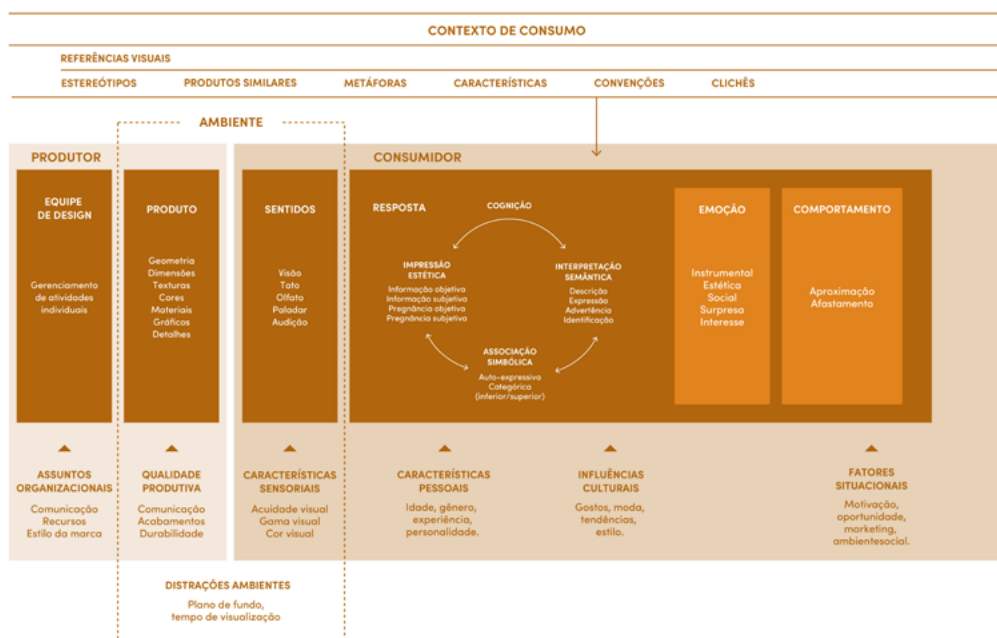 CONTEXTO DE CONSUMO
REFERÊNCIAS VISUAIS
ESTEREÓTIPOS
PRODUTOS SIMILARES
METÁFORAS
CARACTERÍSTICAS
CONVENÇÕES
CLICHÊS
AMBIENTE
PRODUTOR
CONSUMIDOR
EQUIPE
DE DESIGN
Gerenciamento
de atividades
individuais
PRODUTO
Geometria
Dimensões
Texturas
Cores
Materiais
Gráficos
Detalhes
SENTIDOS
Visão
Tato
Olfato
Paladar
Audição
RESPOSTA
COGNIÇÃO
IMPRESSÃO
ESTÉTICA
Informação objetiva
Informação subjetiva
Pregnância objetiva
Pregnância subjetiva
INTERPRETAÇÃO
SEMÂNTICA
Descrição
Expressão
Advertência
Identificação
ASSOCIAÇÃO
SIMBÓLICA
Auto-expressiva
Categórica
(inferior/superior)
EMOÇÃO
Instrumental
Estética
Social
Surpresa
Interesse
COMPORTAMENTO
Aproximação
Afastamento
ASSUNTOS
ORGANIZACIONAIS
Comunicação
Recursos
Estilo da marca
QUALIDADE
PRODUTIVA
Comunicação
Acabamentos
Durabilidade
CARACTERÍSTICAS
SENSORIAIS
Acuidade visual
Gama visual
Cor visual
CARACTERÍSTICAS
PESSOAIS
Idade, gênero,
experiência,
personalidade.
INFLUÊNCIAS
CULTURAIS
Gostos, moda,
tendências,
estilo.
FATORES
SITUACIONAIS
Motivação,
oportunidade,
marketing,
ambientesocial.
DISTRAÇÕES AMBIENTES
Plano de fundo,
tempo de visualização